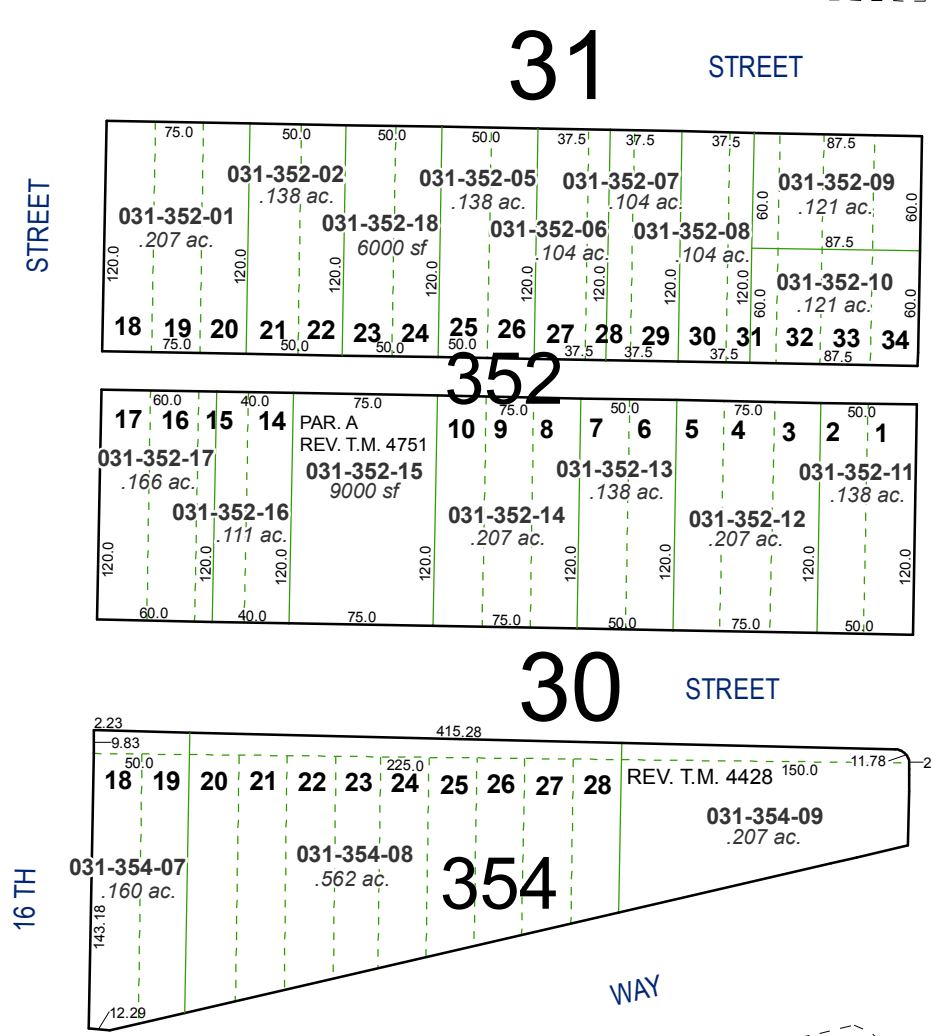 31 STREET
STREET
75.0 50.0 50.0 50.0 37.5 37.5 37.5 87.5
031-352-01
.207 ac.
031-352-02
.138 ac.
031-352-18
6000 sf
031-352-05
.138 ac.
031-352-06
.104 ac.
031-352-07
.104 ac.
031-352-08
.104 ac.
031-352-09
.121 ac.
60.0 60.0
87.5
031-352-10
.121 ac.
60.0 60.0
120.0 120.0 120.0 120.0 120.0 120.0 120.0 120.0
18 19 20 21 22 23 24 25 26 27 28 29 30 31 32 33 34
75.0 50.0 50.0 50.0 37.5 37.5 37.5 87.5
352
60.0 40.0 75.0 75.0 50.0 75.0 50.0
17 16 15 14
PAR. A
REV. T.M. 4751
10 9 8 7 6 5 4 3 2 1
031-352-17
.166 ac.
031-352-16
.111 ac.
031-352-15
9000 sf
031-352-14
.207 ac.
031-352-13
.138 ac.
031-352-12
.207 ac.
031-352-11
.138 ac.
120.0 120.0 120.0 120.0 120.0 120.0 120.0 120.0
60.0 40.0 75.0 75.0 50.0 75.0 50.0
30 STREET
2.23
415.28
9.83
50.0 225.0 150.0
11.78
2
18 19 20 21 22 23 24 25 26 27 28
REV. T.M. 4428
031-354-07
.160 ac.
031-354-08
.562 ac.
031-354-09
.207 ac.
354
16 TH
143.18
12.29
WAY